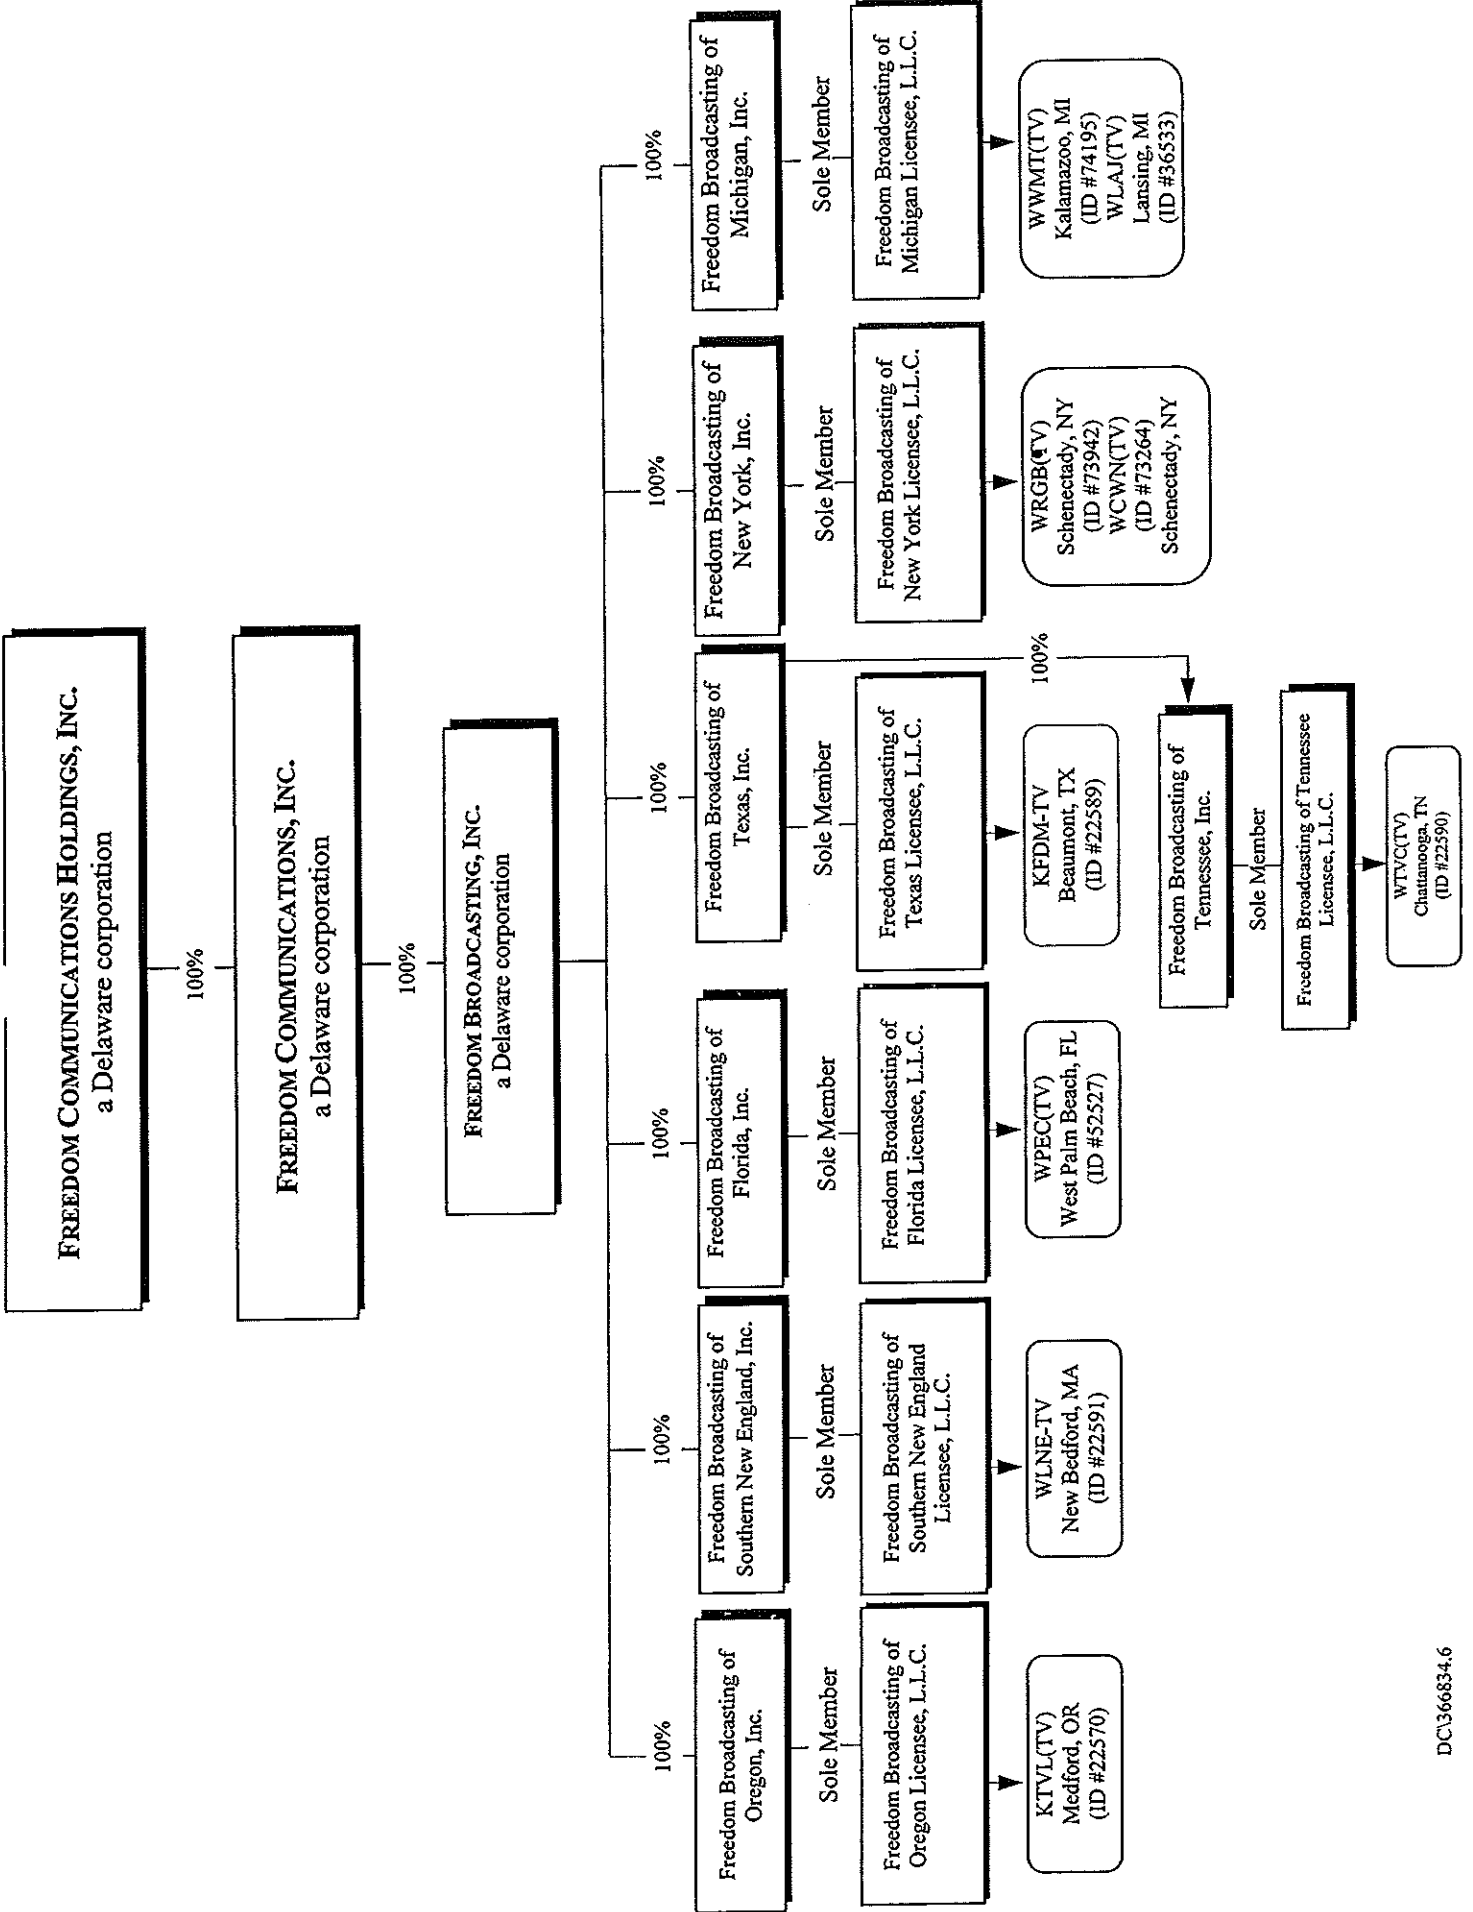 FREEDOM COMMUNICATIONS HOLDINGS, INC.
a Delaware corporation
100%
FREEDOM COMMUNICATIONS, INC.
a Delaware corporation
100%
FREEDOM BROADCASTING, INC.
a Delaware corporation
100%
Freedom Broadcasting of
Oregon, Inc.
Sole Member
Freedom Broadcasting of
Oregon Licensee, L.L.C.
KTVL(TV)
Medford, OR
(ID #22570)
100%
Freedom Broadcasting of
Southern New England, Inc.
Sole Member
Freedom Broadcasting of
Southern New England
Licensee, L.L.C.
WLNE-TV
New Bedford, MA
(ID #22591)
100%
Freedom Broadcasting of
Florida, Inc.
Sole Member
Freedom Broadcasting of
Florida Licensee, L.L.C.
WPEC(TV)
West Palm Beach, FL
(ID #52527)
100%
Freedom Broadcasting of
Texas, Inc.
Sole Member
Freedom Broadcasting of
Texas Licensee, L.L.C.
KFDM-TV
Beaumont, TX
(ID #22589)
100%
Freedom Broadcasting of
Tennessee, Inc.
Sole Member
Freedom Broadcasting of Tennessee
Licensee, L.L.C.
WTVC(TV)
Chattanooga, TN
(ID #22590)
100%
Freedom Broadcasting of
New York, Inc.
Sole Member
Freedom Broadcasting of
New York Licensee, L.L.C.
WRGB(TV)
Schenectady, NY
(ID #73942)
WCWN(TV)
(ID #73264)
Schenectady, NY
100%
Freedom Broadcasting of
Michigan, Inc.
Sole Member
Freedom Broadcasting of
Michigan Licensee, L.L.C.
WWMT(TV)
Kalamazoo, MI
(ID #74195)
WLAJ(TV)
Lansing, MI
(ID #36533)
DC\366834.6